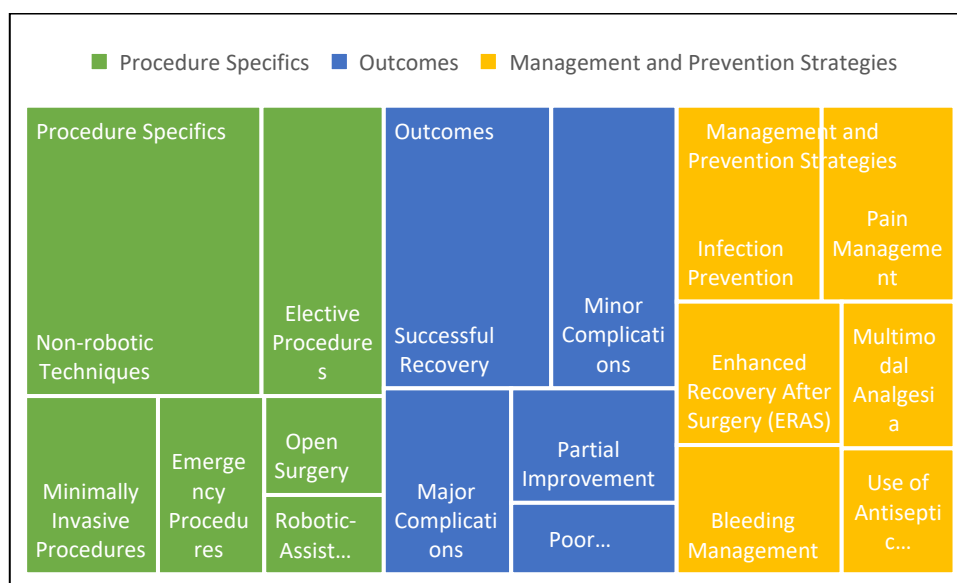 Procedure Specifics
Outcomes
Management and Prevention Strategies
Procedure Specifics
Non-robotic
Techniques
Elective
Procedure
s
Minimally
Invasive
Procedures
Emerge
ncy
Procedu
res
Open
Surgery
Robotic-
Assist…
Outcomes
Successful
Recovery
Minor
Complicati
ons
Major
Complicati
ons
Partial
Improvement
Poor…
Management and
Prevention Strategies
Infection
Prevention
Pain
Manageme
nt
Enhanced
Recovery After
Surgery (ERAS)
Multimo
dal
Analgesi
a
Bleeding
Management
Use of
Antisepti
c…